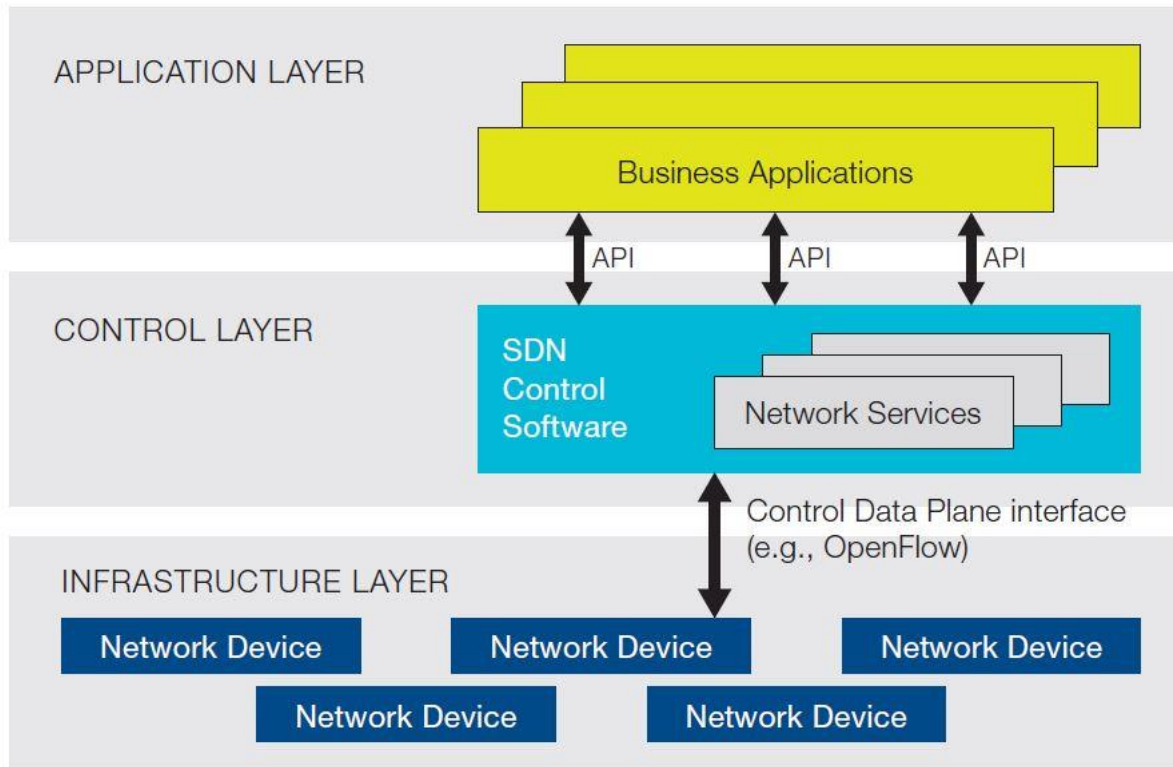 APPLICATION LAYER
Business Applications
API
API
API
CONTROL LAYER
SDN
Control
Software
Network Services
Control Data Plane interface
(e.g., OpenFlow)
INFRASTRUCTURE LAYER
Network Device
Network Device
Network Device
Network Device
Network Device